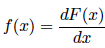 f(x) = dF(x)/dx